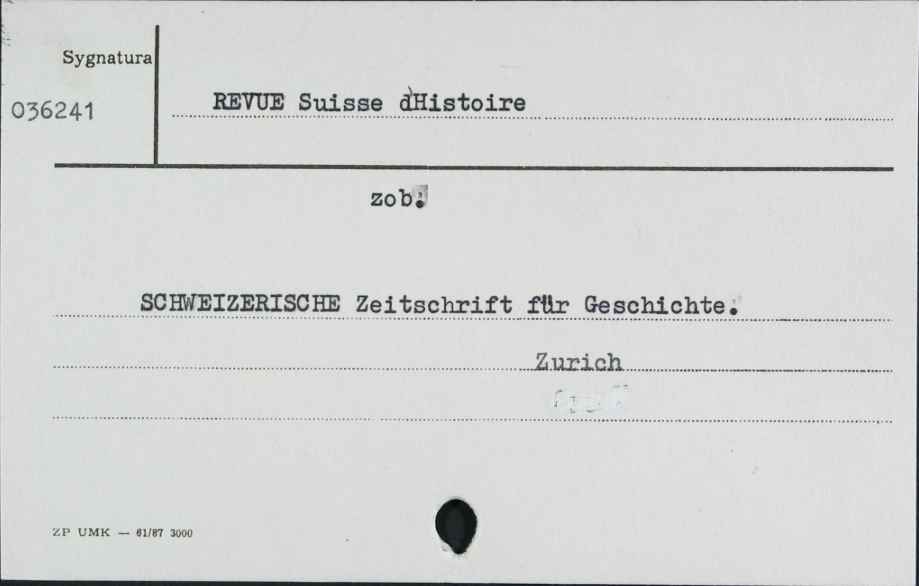 Sygnatura
036241
REVUE Suisse d'Histoire
zob.
SCHWEIZERISCHE Zeitschrift für Geschichte.
Zurich
ZP UMK — 61/87 3000